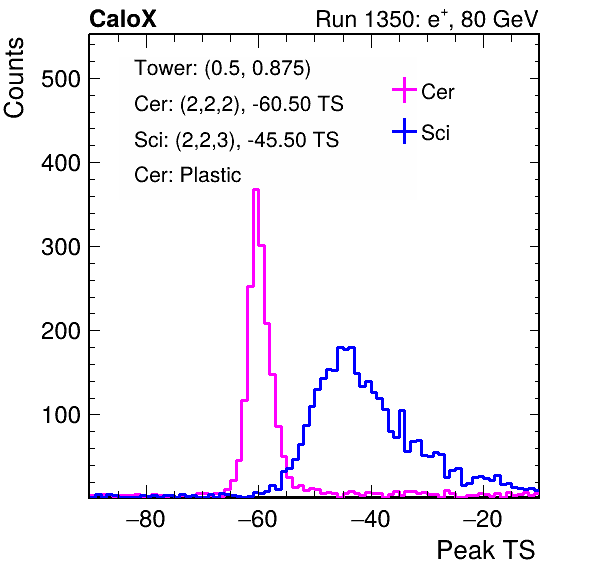 CaloX Run 1350: e⁺, 80 GeV
Counts
Tower: (0.5, 0.875)
Cer: (2,2,2), -60.50 TS
Sci: (2,2,3), -45.50 TS
Cer: Plastic
Cer
Sci
500
400
300
200
100
−80 −60 −40 −20
Peak TS